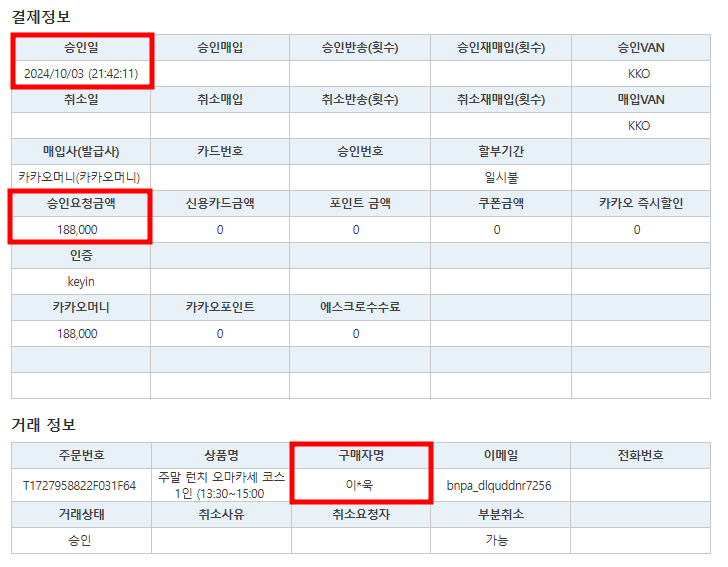 결제정보
승인일 승인매입 승인반송(횟수) 승인재매입(횟수) 승인VAN
2024/10/03 (21:42:11) KKO
취소일 취소매입 취소반송(횟수) 취소재매입(횟수) 매입VAN
KKO
매입사(발급사) 카드번호 승인번호 할부기간
카카오머니(카카오머니) 일시불
승인요청금액 신용카드금액 포인트 금액 쿠폰금액 카카오 즉시할인
188,000 0 0 0 0
인증
keyin
카카오머니 카카오포인트 에스크로수수료
188,000 0 0
거래 정보
주문번호 상품명 구매자명 이메일 전화번호
T1727958822F031F64 주말 런치 오마카세 코스 이*욱 bnpa_dlquddnr7256
1인 (13:30~15:00
거래상태 취소사유 취소요청자 부분취소
승인 가능